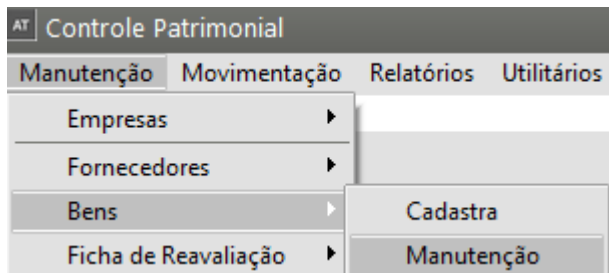 AT Controle Patrimonial
Manutenção Movimentação Relatórios Utilitários
Empresas
Fornecedores
Bens
Cadastra
Ficha de Reavaliação
Manutenção